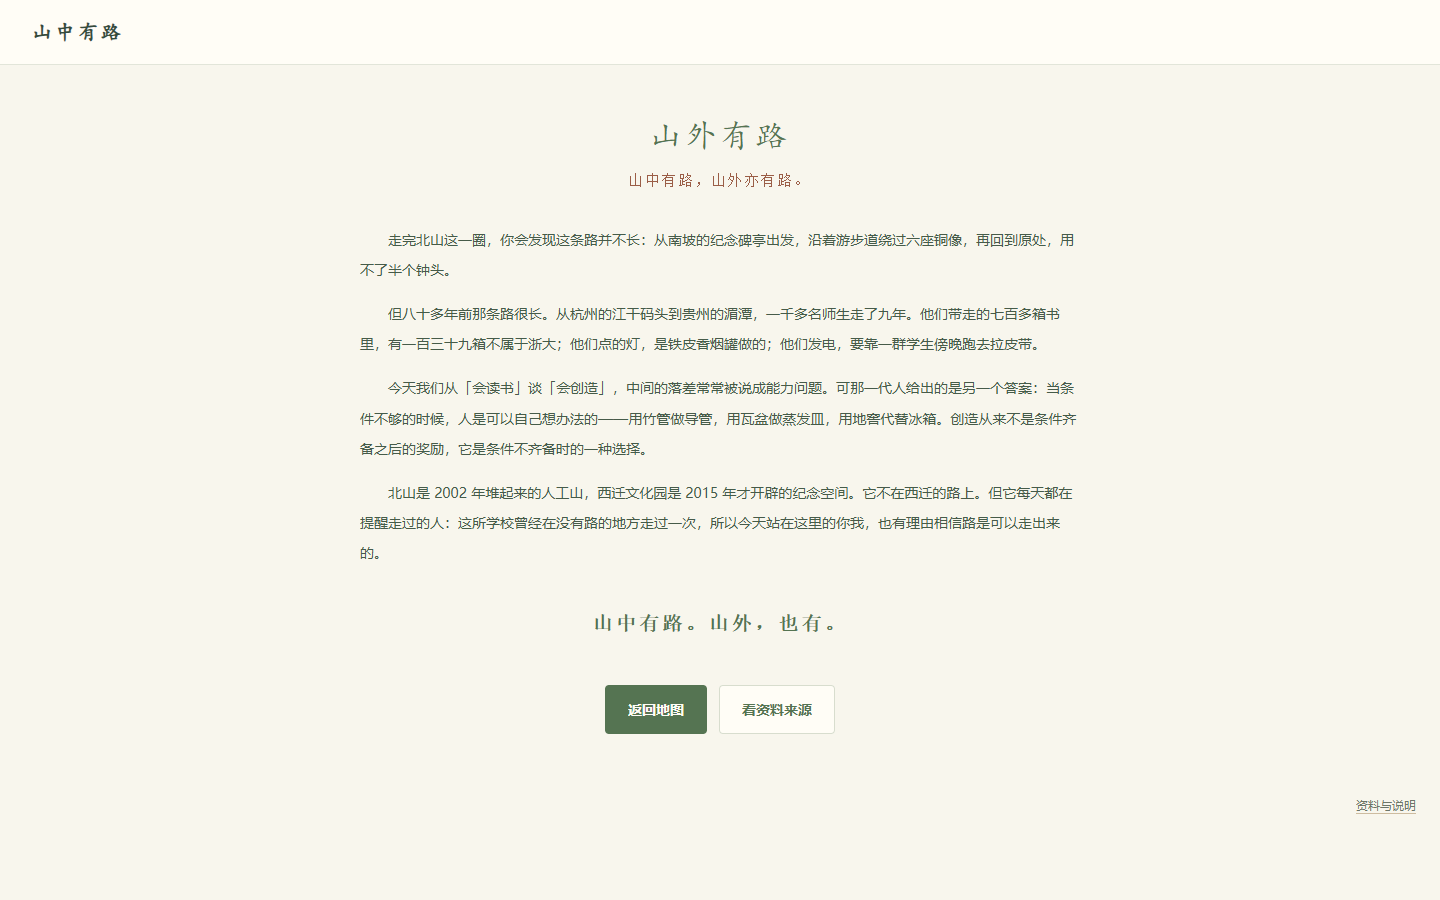 山中有路
山外有路
山中有路，山外亦有路。
走完北山这一圈，你会发现这条路并不长：从南坡的纪念碑亭出发，沿着游步道绕过六座铜像，再回到原处，用
不了半个钟头。
但八十多年前那条路很长。从杭州的江干码头到贵州的湄潭，一千多名师生走了九年。他们带走的七百多箱书
里，有一百三十九箱不属于浙大；他们点的灯，是铁皮香烟罐做的；他们发电，要靠一群学生傍晚跑去拉皮带。
今天我们从「会读书」谈「会创造」，中间的落差常常被说成能力问题。可那一代人给出的是另一个答案：当条
件不够的时候，人是可以自己想办法的——用竹管做导管，用瓦盆做蒸发皿，用地窖代替冰箱。创造从来不是条件齐
备之后的奖励，它是条件不齐备时的一种选择。
北山是 2002 年堆起来的人工山，西迁文化园是 2015 年才开辟的纪念空间。它不在西迁的路上。但它每天都在
提醒走过的人：这所学校曾经在没有路的地方走过一次，所以今天站在这里的你我，也有理由相信路是可以走出来
的。
山中有路。山外，也有。
返回地图
看资料来源
资料与说明